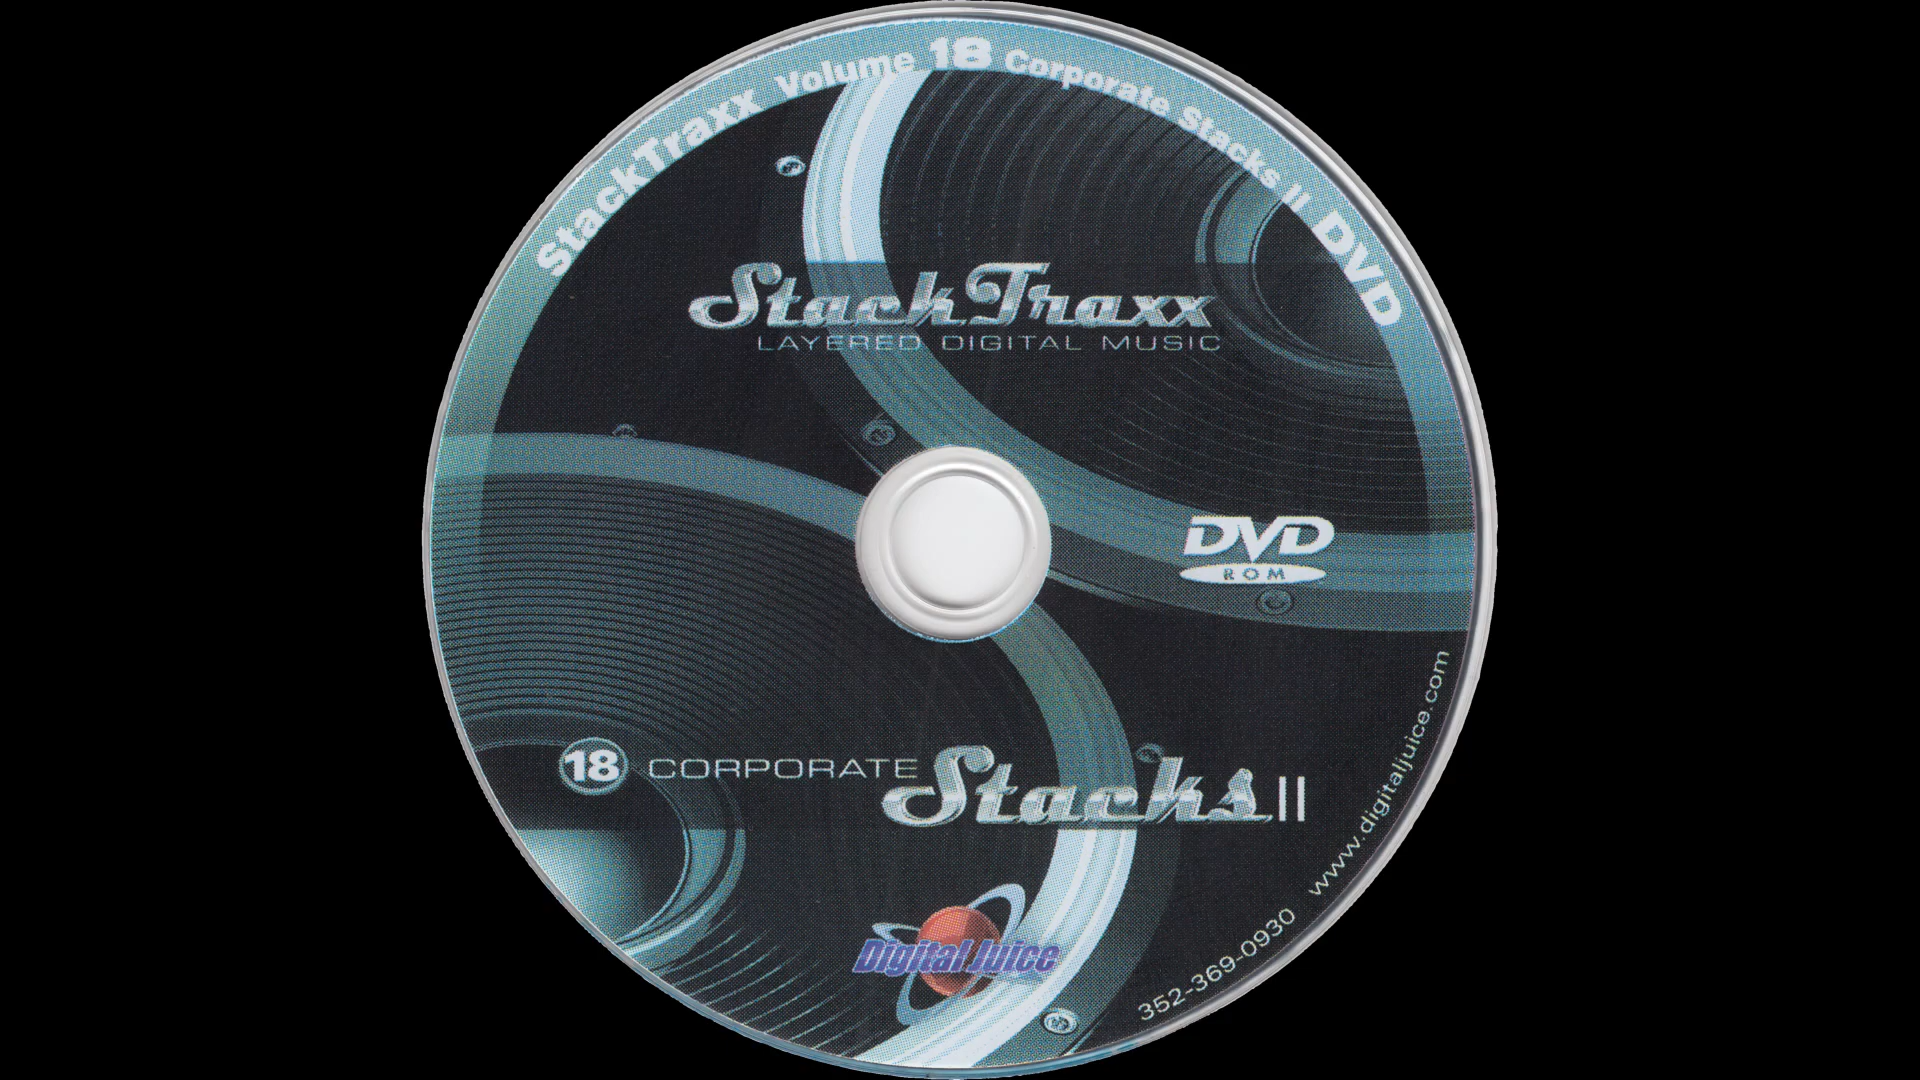 StackTraxx Volume 18 Corporate Stacks II DVD
StackTraxx
LAYERED DIGITAL MUSIC
DVD
ROM
18 CORPORATE Stacks II
Digital Juice
352-369-0930 www.digitaljuice.com